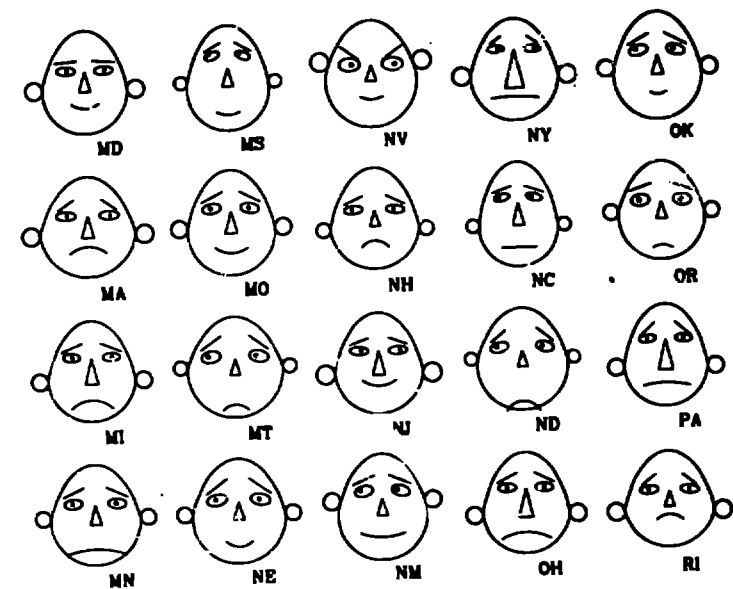 MD MS NV NY OK
MA MO NH NC OR
MI MT NJ ND PA
MN NE NM OH RI